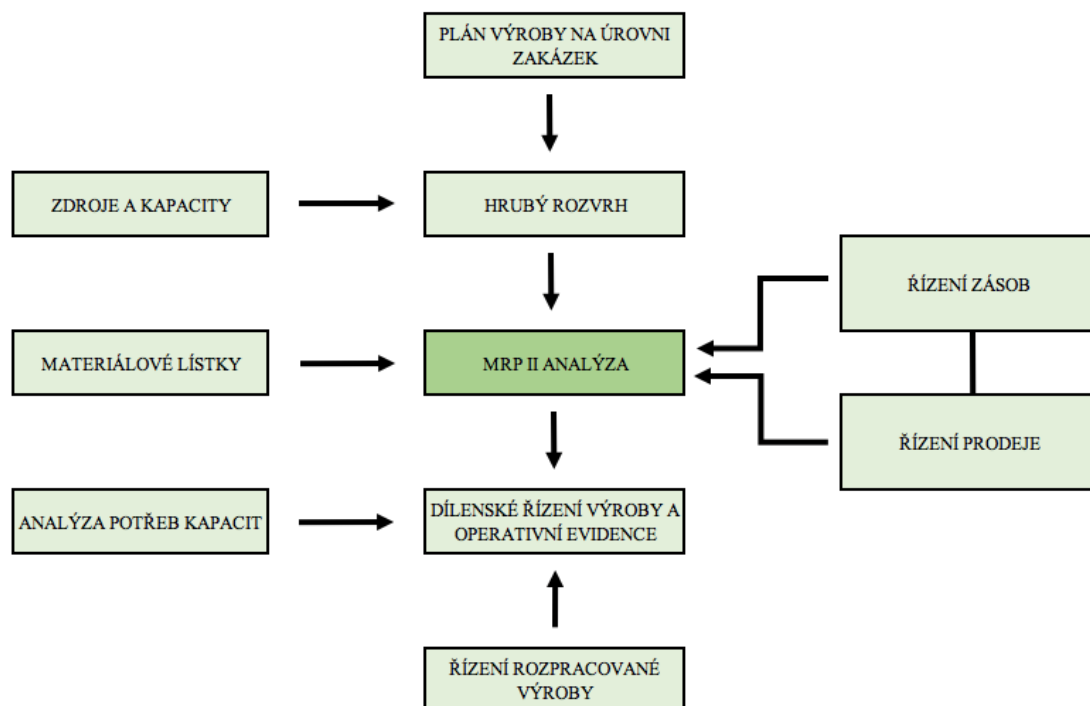 PLÁN VÝROBY NA ÚROVNI
ZAKÁZEK
ZDROJE A KAPACITY
HRUBÝ ROZVRH
ŘÍZENÍ ZÁSOB
MATERIÁLOVÉ LÍSTKY
MRP II ANALÝZA
ŘÍZENÍ PRODEJE
ANALÝZA POTŘEB KAPACIT
DÍLENSKÉ ŘÍZENÍ VÝROBY A
OPERATIVNÍ EVIDENCE
ŘÍZENÍ ROZPRACOVANÉ
VÝROBY